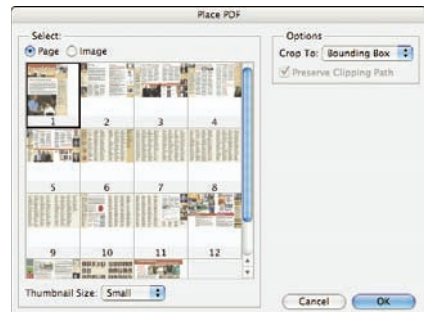 Place PDF
Select:
Page Image
1
2 3 4
5 6 7 8
9 10 11 12
Thumbnail Size: Small
Options
Crop To: Bounding Box
Preserve Clipping Path
Cancel OK